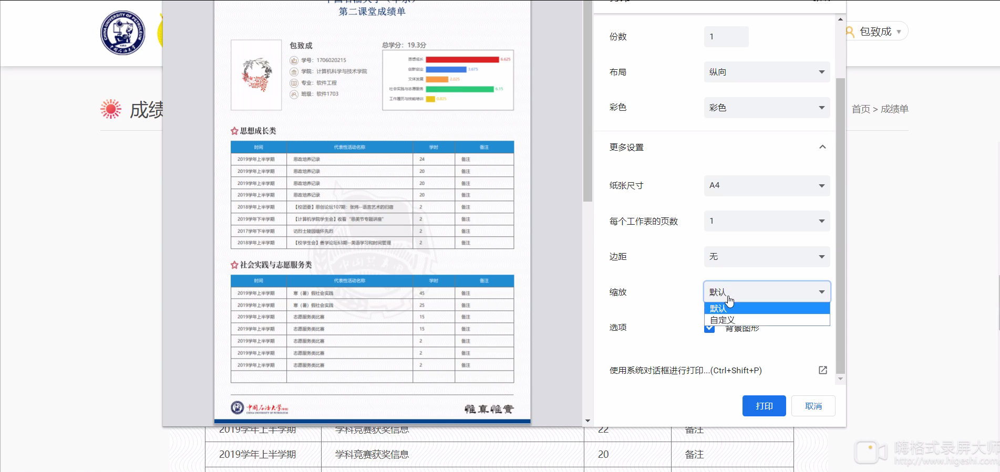 第二课堂成绩单
包致成
学号：1706020215
学院：计算机科学与技术学院
专业：软件工程
班级：软件1703
总学分：19.3分
思想成长 6.625
创新创业 3.675
文体发展 2.025
社会实践与志愿服务 6.15
工作履历与技能培训 0.825
思想成长类
时间 代表性活动名称 学时 备注
2019学年上半学期 思政培养记录 24 备注
2019学年上半学期 思政培养记录 20 备注
2019学年上半学期 思政培养记录 20 备注
2019学年上半学期 思政培养记录 20 备注
2018学年上半学期 【校团委】思创论坛107期：张炜--语言艺术的归宿 2 备注
2019学年下半学期 【计算机学院学生会】收看“思美节专题讲座” 2 备注
2017学年下半学期 访烈士陵园缅怀先烈 2 备注
2018学年上半学期 【校学生会】善学论坛63期--英语学习和时间管理 2 备注
社会实践与志愿服务类
时间 代表性活动名称 学时 备注
2019学年上半学期 寒（暑）假社会实践 45 备注
2019学年上半学期 寒（暑）假社会实践 25 备注
2019学年上半学期 志愿服务类比赛 15 备注
2019学年上半学期 志愿服务类比赛 15 备注
2019学年上半学期 志愿服务类比赛 2 备注
2019学年上半学期 志愿服务类比赛 2 备注
2019学年上半学期 志愿服务类比赛 2 备注
中国石油大学
CHINA UNIVERSITY OF PETROLEUM
惟真惟實
份数 1
布局 纵向
彩色 彩色
更多设置
纸张尺寸 A4
每个工作表的页数 1
边距 无
缩放 默认
默认
自定义
选项 背景图形
使用系统对话框进行打印...(Ctrl+Shift+P)
打印 取消
包致成
成绩
首页 > 成绩单
2019学年上半学期 学科竞赛获奖信息 22 备注
2019学年上半学期 学科竞赛获奖信息 20 备注
嗨格式录屏大师
http://www.higeshi.com